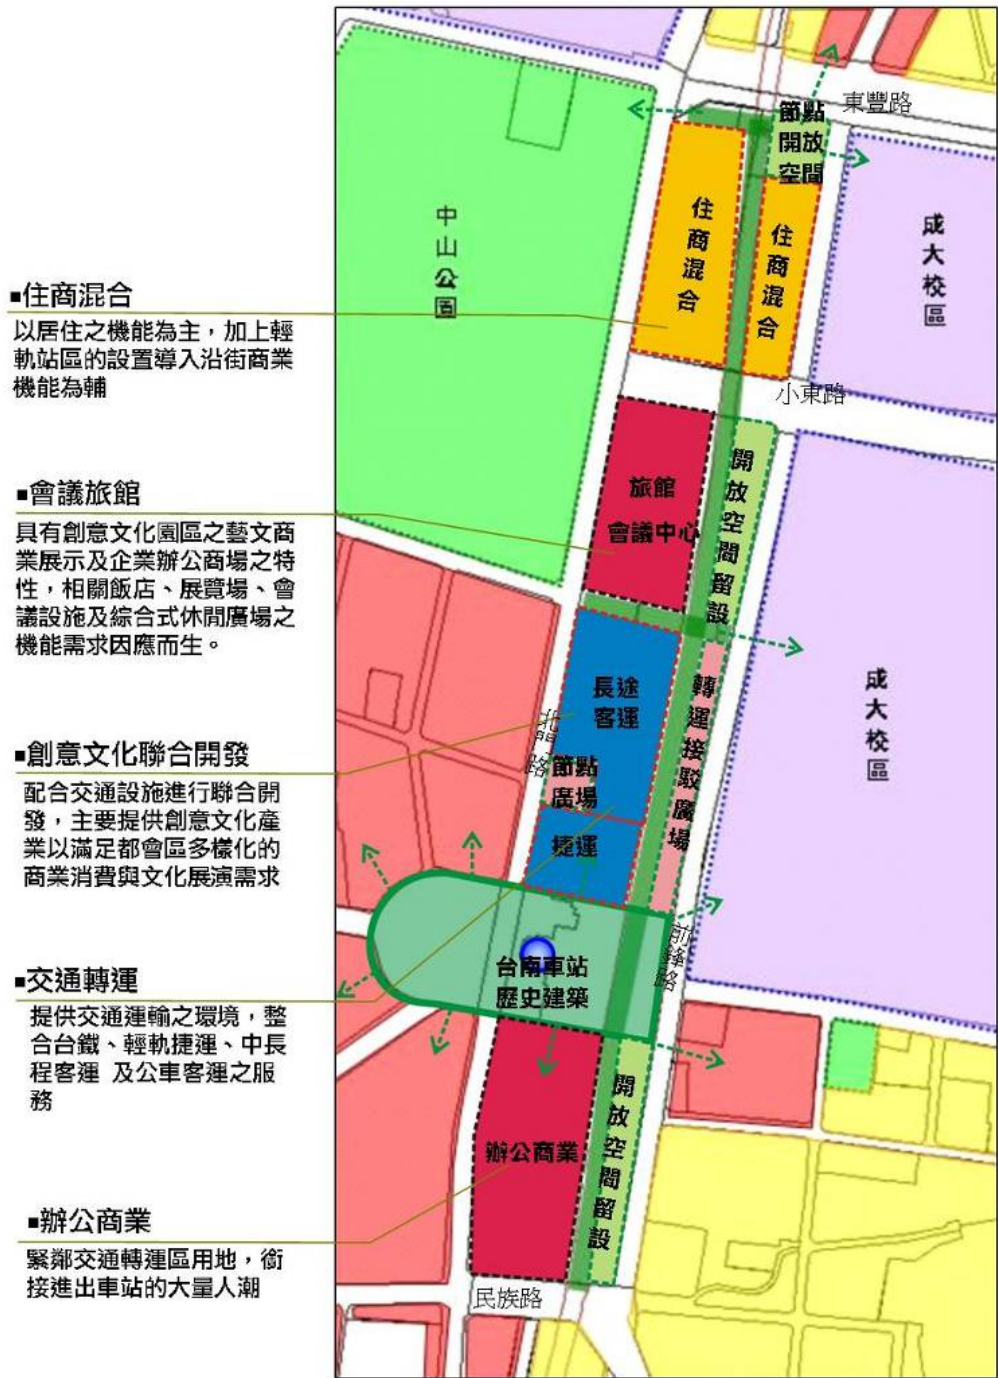 ■住商混合
以居住之機能為主，加上輕
軌站區的設置導入沿街商業
機能為輔
■會議旅館
具有創意文化園區之藝文商
業展示及企業辦公商場之特
性，相關飯店、展覽場、會
議設施及綜合式休閒廣場之
機能需求因應而生。
■創意文化聯合開發
配合交通設施進行聯合開
發，主要提供創意文化產
業以滿足都會區多樣化的
商業消費與文化展演需求
■交通轉運
提供交通運輸之環境，整
合台鐵、輕軌捷運、中長
程客運 及公車客運之服
務
■辦公商業
緊鄰交通轉運區用地，銜
接進出車站的大量人潮
東豐路
節點
開放
空間
中山公園
住商混合
住商混合
成大校區
小東路
旅館
會議中心
開放空間留設
長途
客運
北門路
節點
廣場
捷運
轉運接駁廣場
成大校區
前鋒路
台南車站
歷史建築
辦公商業
開放空間留設
民族路